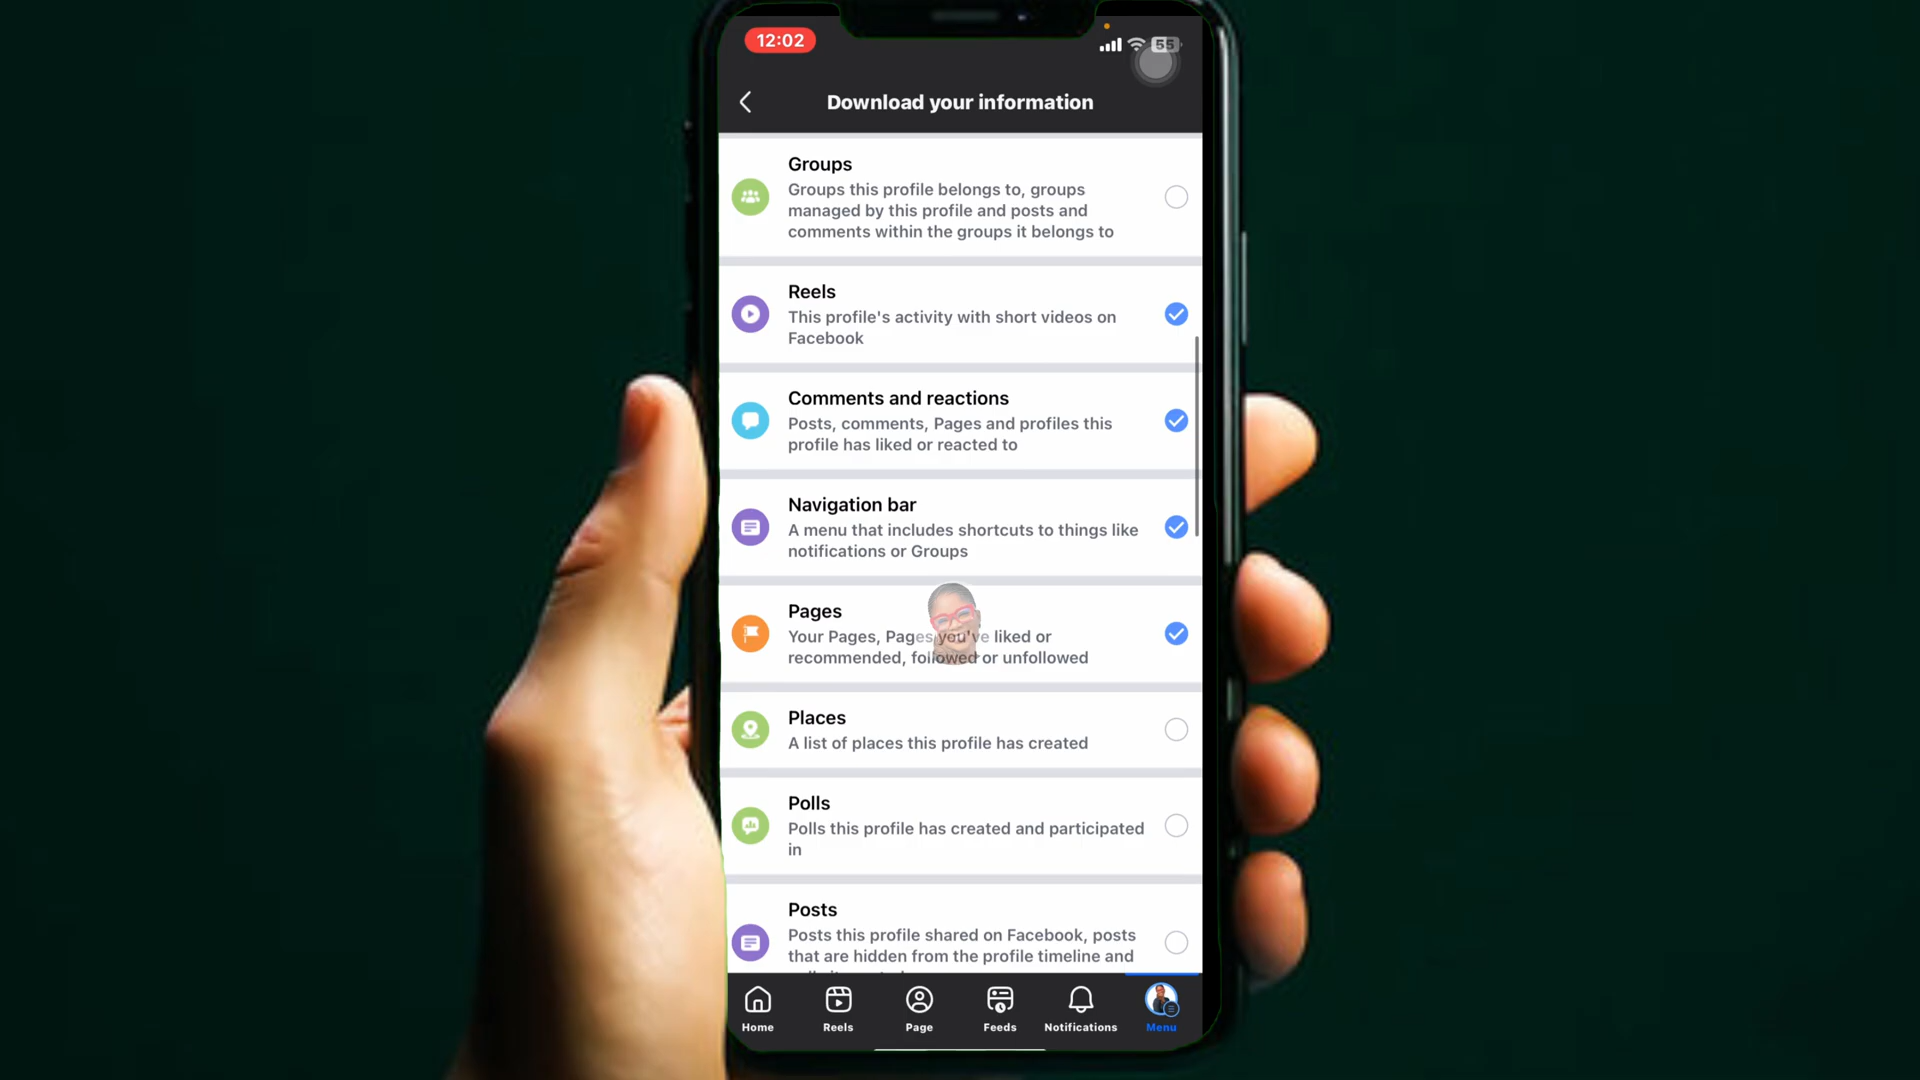 12:02
55
Download your information
Groups
Groups this profile belongs to, groups
managed by this profile and posts and
comments within the groups it belongs to
Reels
This profile's activity with short videos on
Facebook
Comments and reactions
Posts, comments, Pages and profiles this
profile has liked or reacted to
Navigation bar
A menu that includes shortcuts to things like
notifications or Groups
Pages
Your Pages, Pages you've liked or
recommended, followed or unfollowed
Places
A list of places this profile has created
Polls
Polls this profile has created and participated
in
Posts
Posts this profile shared on Facebook, posts
that are hidden from the profile timeline and
Home
Reels
Page
Feeds
Notifications
Menu